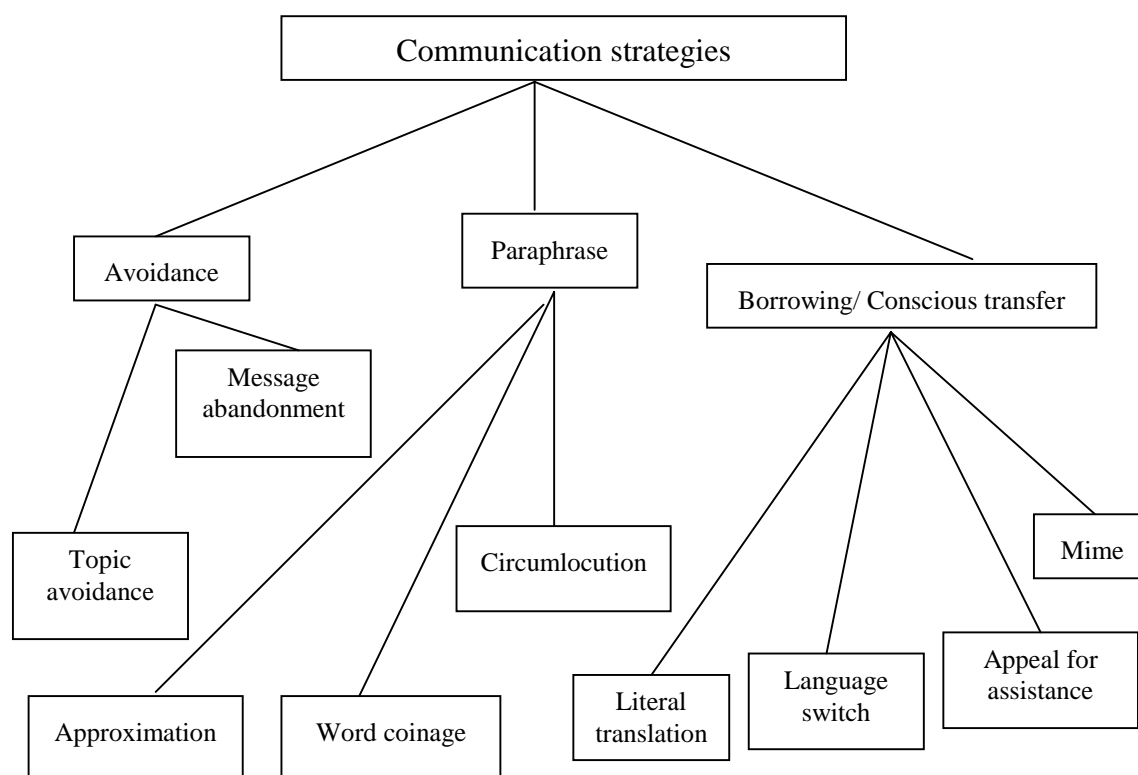 Communication strategies
Avoidance
Paraphrase
Borrowing/ Conscious transfer
Message
abandonment
Topic
avoidance
Circumlocution
Mime
Approximation
Word coinage
Literal
translation
Language
switch
Appeal for
assistance